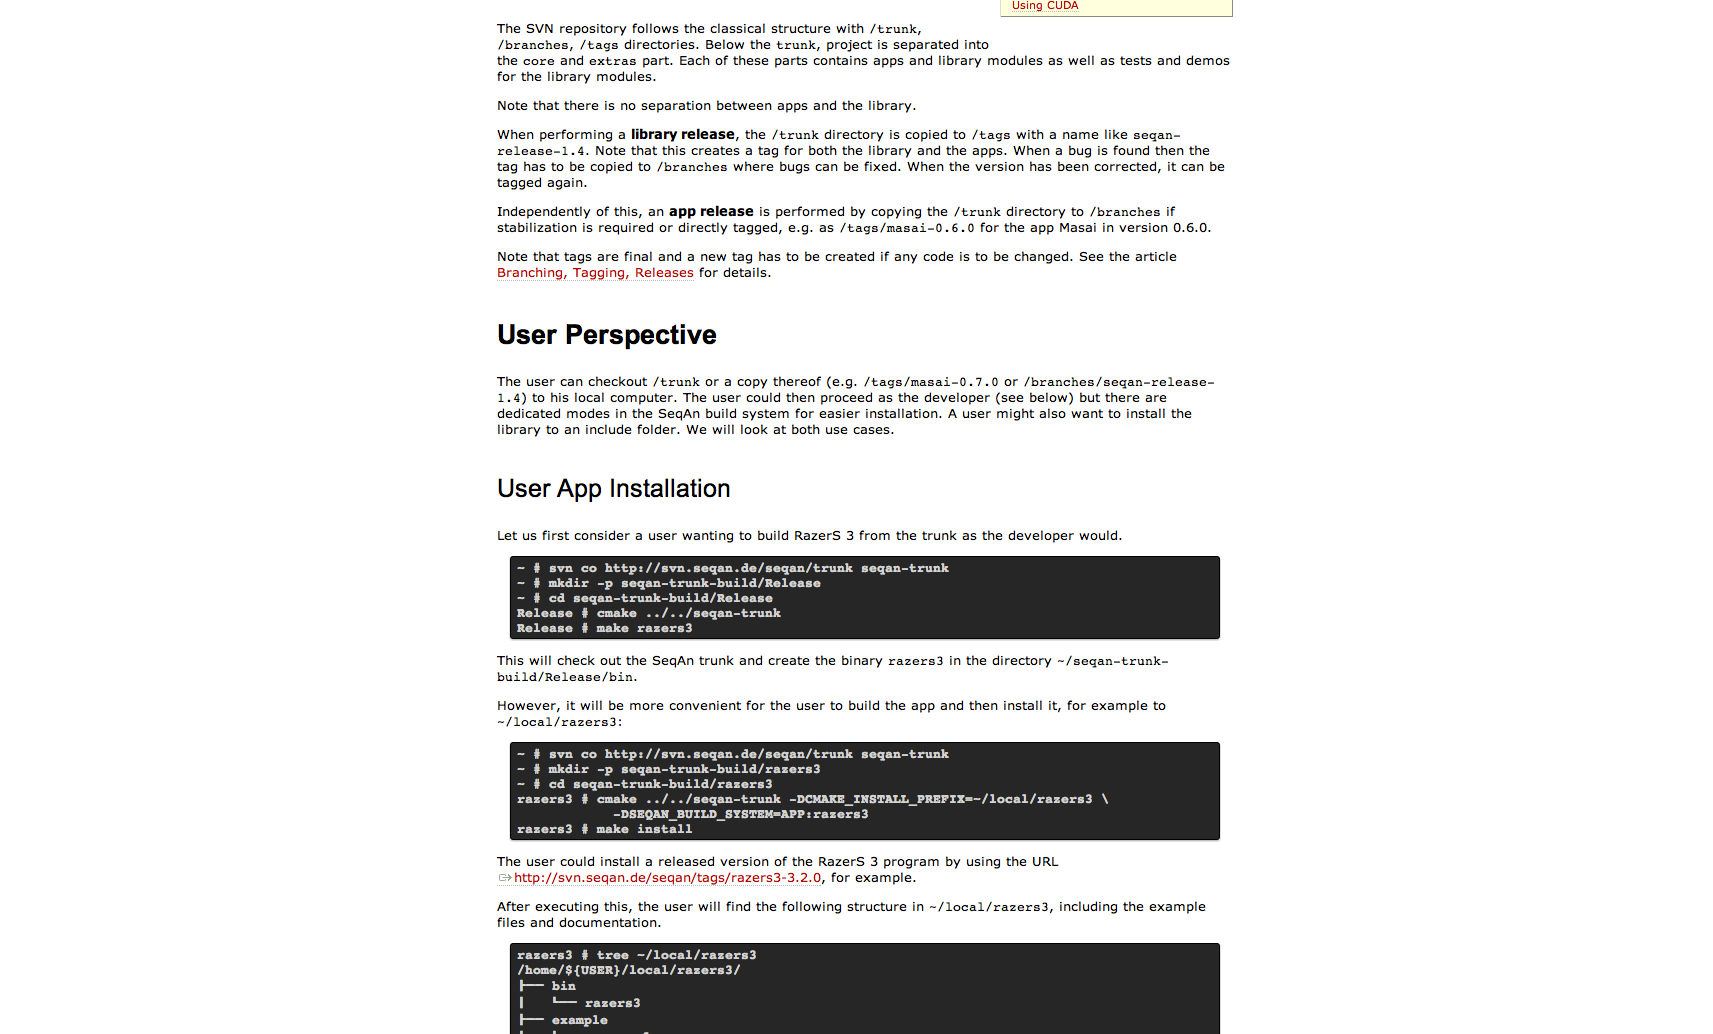 Using CUDA
The SVN repository follows the classical structure with /trunk,
/branches, /tags directories. Below the trunk, project is separated into
the core and extras part. Each of these parts contains apps and library modules as well as tests and demos
for the library modules.
Note that there is no separation between apps and the library.
When performing a library release, the /trunk directory is copied to /tags with a name like seqan-
release-1.4. Note that this creates a tag for both the library and the apps. When a bug is found then the
tag has to be copied to /branches where bugs can be fixed. When the version has been corrected, it can be
tagged again.
Independently of this, an app release is performed by copying the /trunk directory to /branches if
stabilization is required or directly tagged, e.g. as /tags/masai-0.6.0 for the app Masai in version 0.6.0.
Note that tags are final and a new tag has to be created if any code is to be changed. See the article
Branching, Tagging, Releases for details.
User Perspective
The user can checkout /trunk or a copy thereof (e.g. /tags/masai-0.7.0 or /branches/seqan-release-
1.4) to his local computer. The user could then proceed as the developer (see below) but there are
dedicated modes in the SeqAn build system for easier installation. A user might also want to install the
library to an include folder. We will look at both use cases.
User App Installation
Let us first consider a user wanting to build RazerS 3 from the trunk as the developer would.
~ # svn co http://svn.seqan.de/seqan/trunk seqan-trunk
~ # mkdir -p seqan-trunk-build/Release
~ # cd seqan-trunk-build/Release
Release # cmake ../../seqan-trunk
Release # make razers3
This will check out the SeqAn trunk and create the binary razers3 in the directory ~/seqan-trunk-
build/Release/bin.
However, it will be more convenient for the user to build the app and then install it, for example to
~/local/razers3:
~ # svn co http://svn.seqan.de/seqan/trunk seqan-trunk
~ # mkdir -p seqan-trunk-build/razers3
~ # cd seqan-trunk-build/razers3
razers3 # cmake ../../seqan-trunk -DCMAKE_INSTALL_PREFIX=~/local/razers3 \
-DSEQAN_BUILD_SYSTEM=APP:razers3
razers3 # make install
The user could install a released version of the RazerS 3 program by using the URL
http://svn.seqan.de/seqan/tags/razers3-3.2.0, for example.
After executing this, the user will find the following structure in ~/local/razers3, including the example
files and documentation.
razers3 # tree ~/local/razers3
/home/${USER}/local/razers3/
├── bin
│   └── razers3
├── example